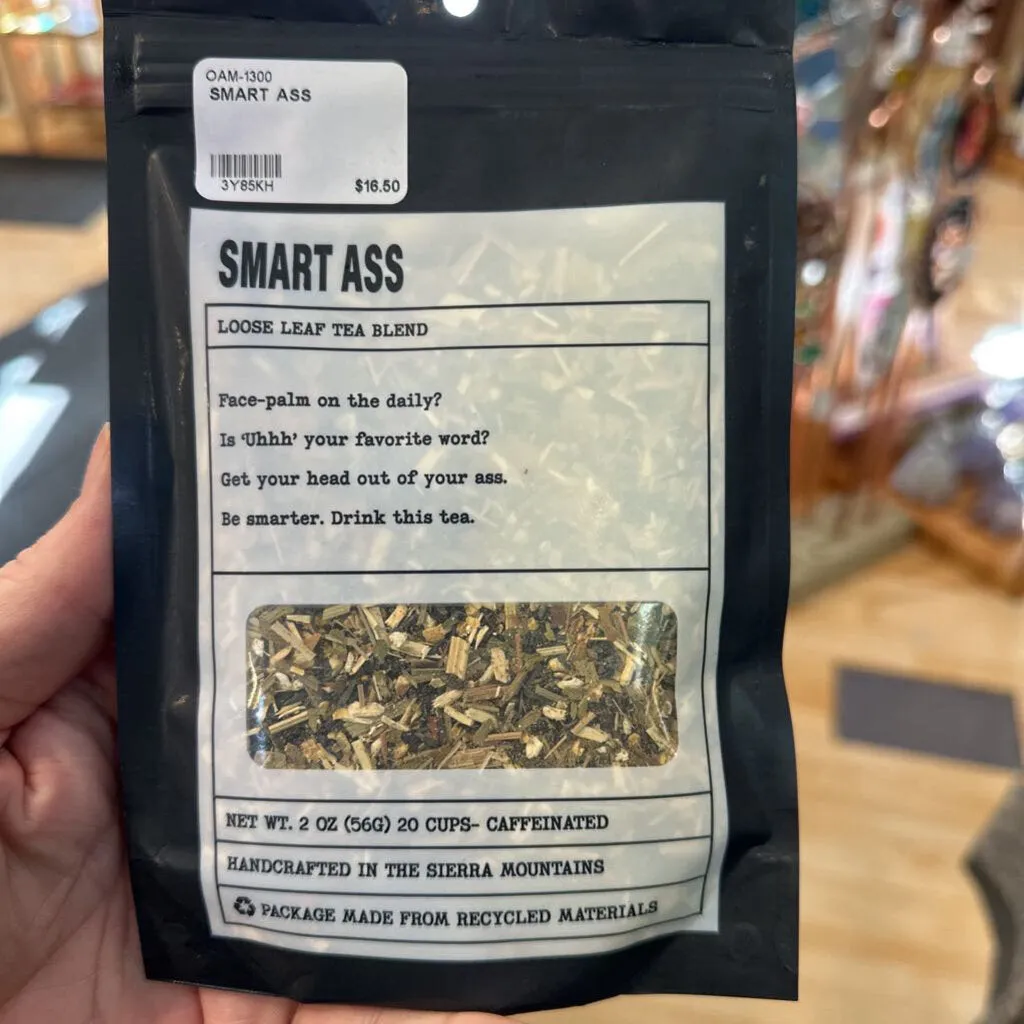 OAM-1300
SMART ASS
3Y85KH
$16.50
SMART ASS
LOOSE LEAF TEA BLEND
Face-palm on the daily?
Is ‘Uhhh’ your favorite word?
Get your head out of your ass.
Be smarter. Drink this tea.
NET WT. 2 OZ (56G) 20 CUPS- CAFFEINATED
HANDCRAFTED IN THE SIERRA MOUNTAINS
PACKAGE MADE FROM RECYCLED MATERIALS